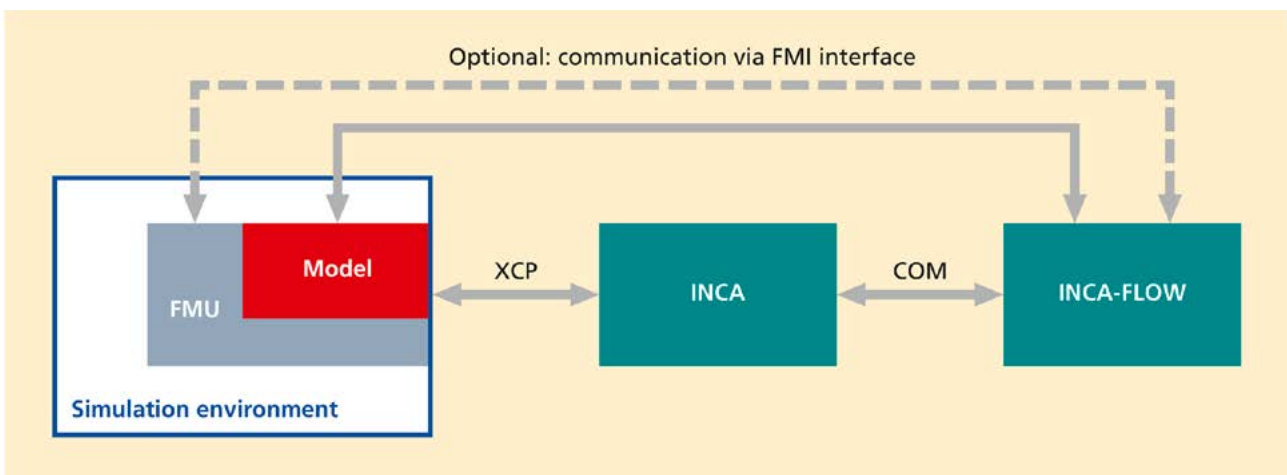 Optional: communication via FMI interface
Model
FMU
XCP
INCA
COM
INCA-FLOW
Simulation environment